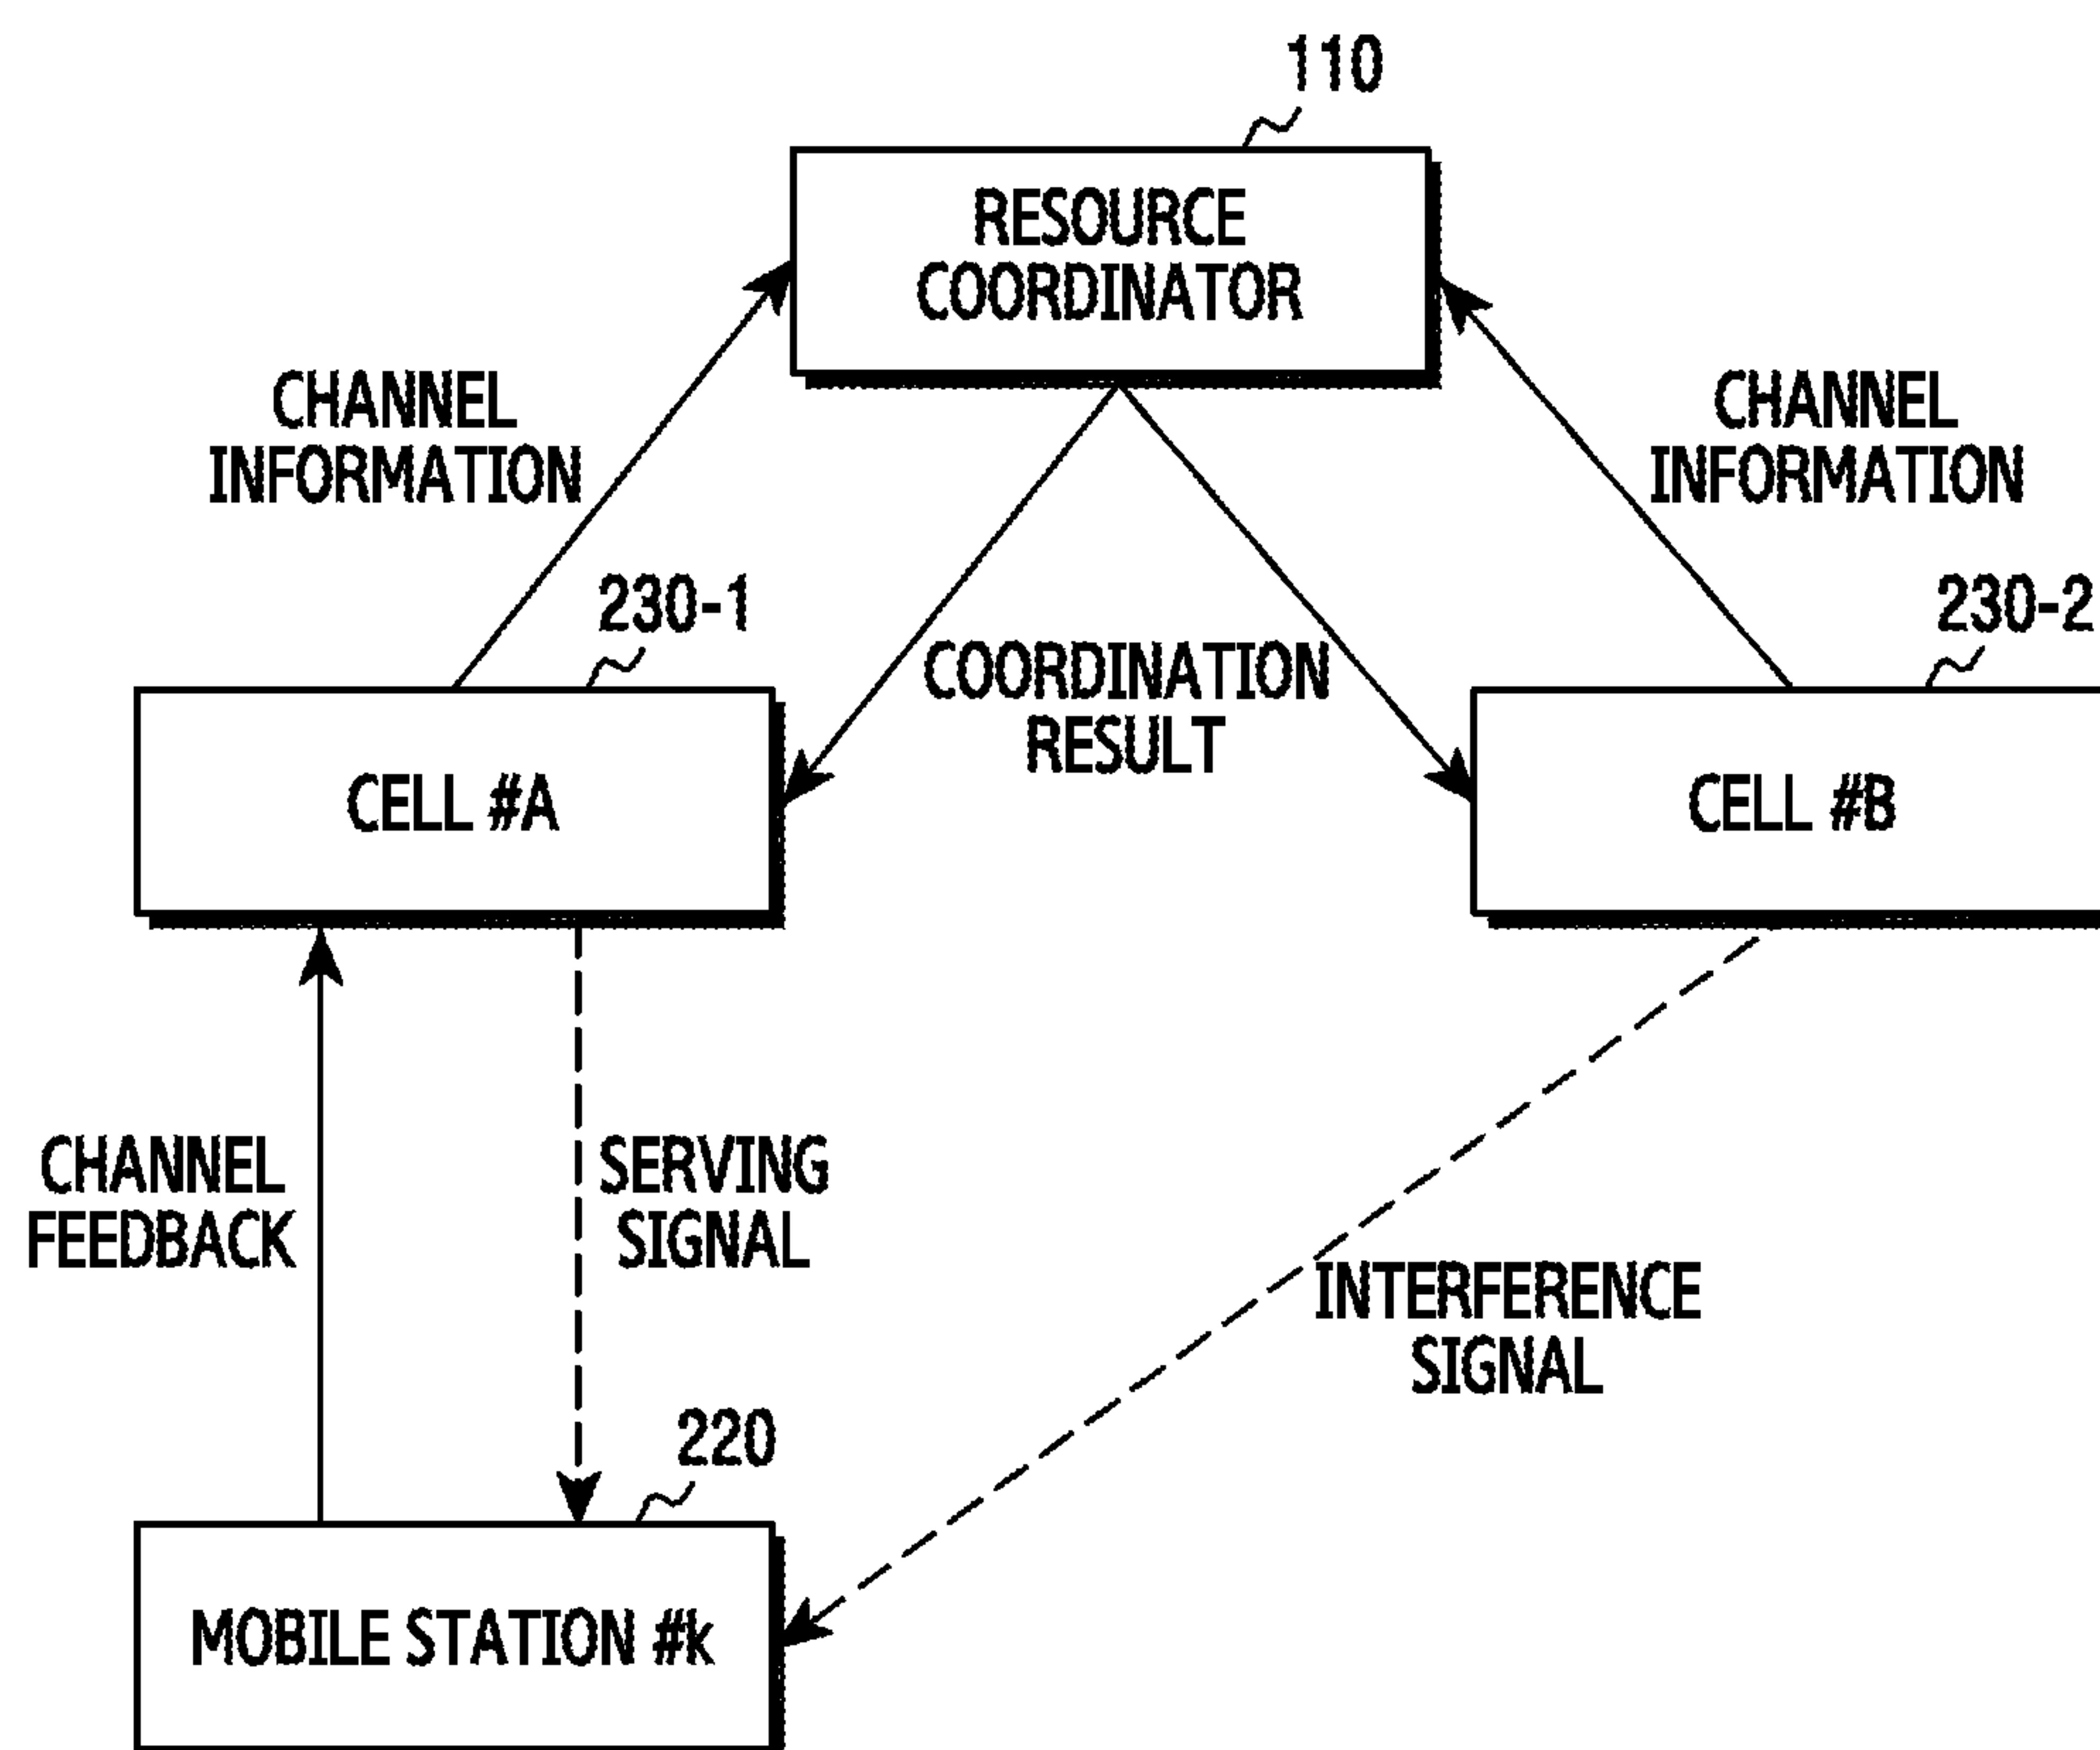 110
RESOURCE
COORDINATOR
CHANNEL
INFORMATION
CHANNEL
INFORMATION
230-1
230-2
COORDINATION
RESULT
CELL #A
CELL #B
CHANNEL
FEEDBACK
SERVING
SIGNAL
INTERFERENCE
SIGNAL
220
MOBILE STATION #k